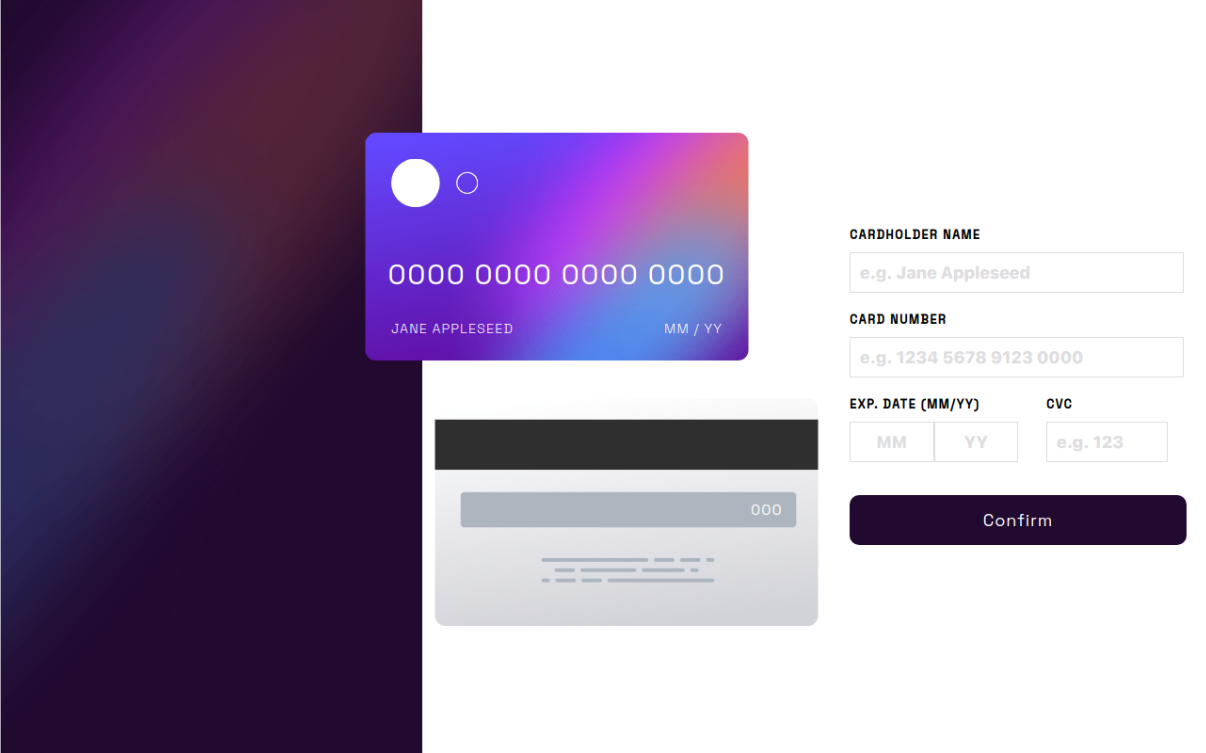 0000 0000 0000 0000
JANE APPLESEED MM / YY
000
CARDHOLDER NAME
e.g. Jane Appleseed
CARD NUMBER
e.g. 1234 5678 9123 0000
EXP. DATE (MM/YY) CVC
MM YY e.g. 123
Confirm